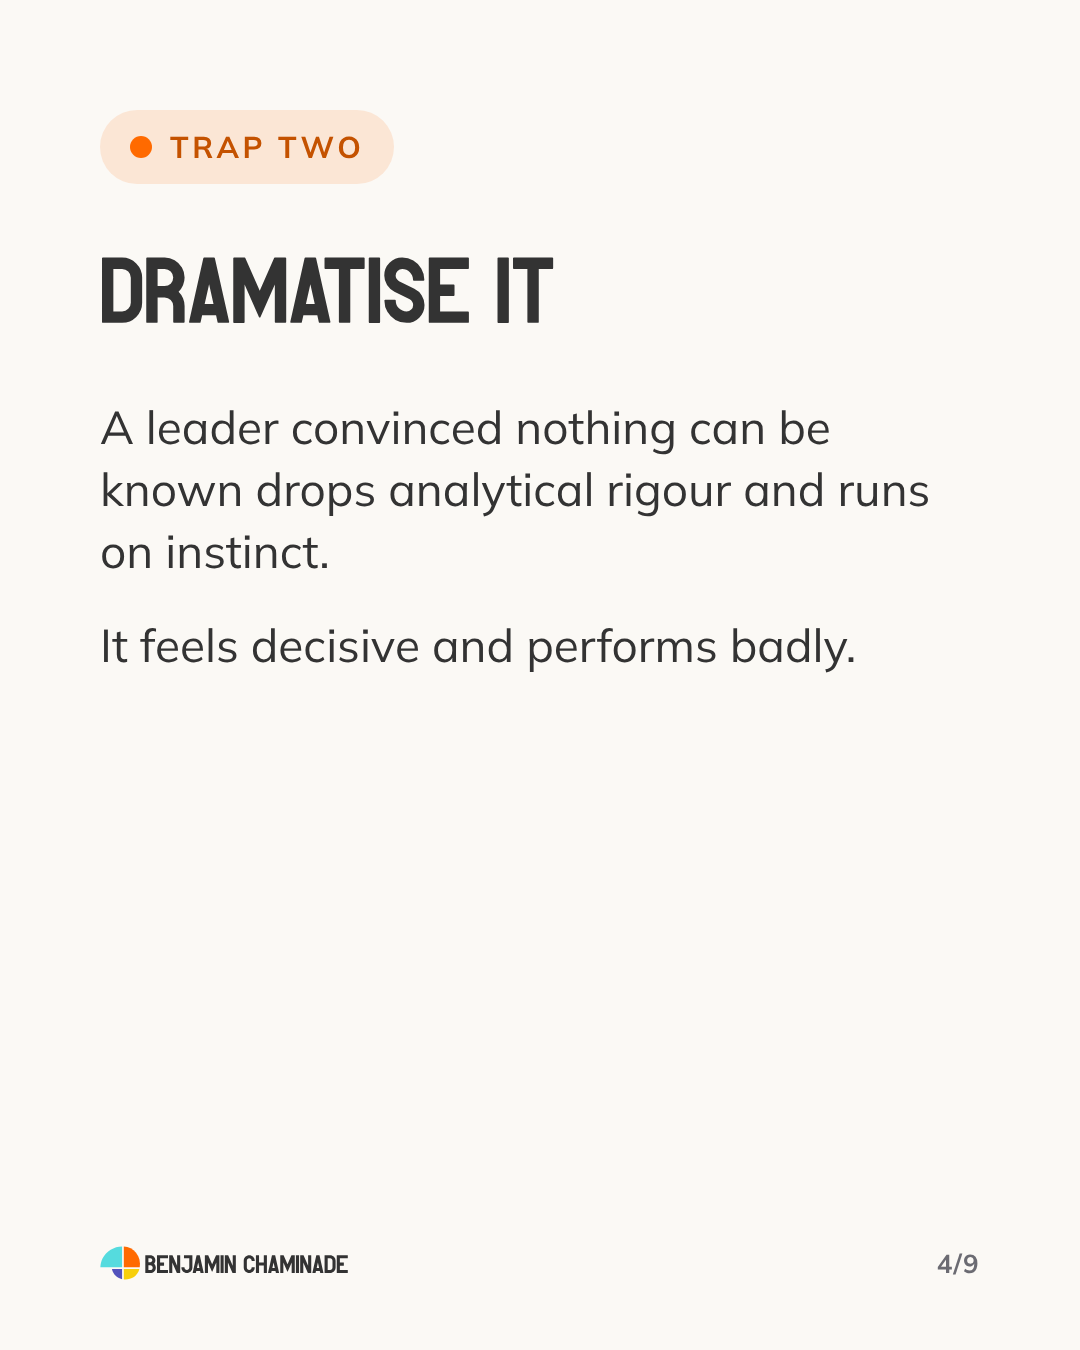 TRAP TWO
DRAMATISE IT
A leader convinced nothing can be
known drops analytical rigour and runs
on instinct.
It feels decisive and performs badly.
BENJAMIN CHAMINADE
4/9